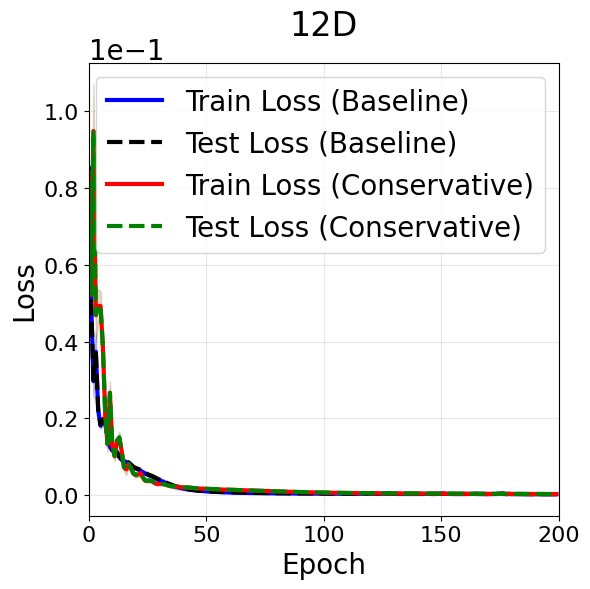 12D
1e−1
1.0
0.8
0.6
0.4
0.2
0.0
Loss
Train Loss (Baseline)
Test Loss (Baseline)
Train Loss (Conservative)
Test Loss (Conservative)
0 50 100 150 200
Epoch